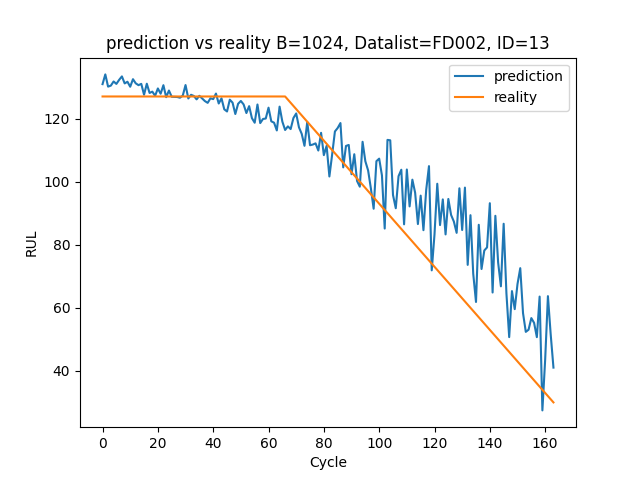 prediction vs reality B=1024, Datalist=FD002, ID=13
prediction
reality
RUL
120
100
80
60
40
0 20 40 60 80 100 120 140 160
Cycle